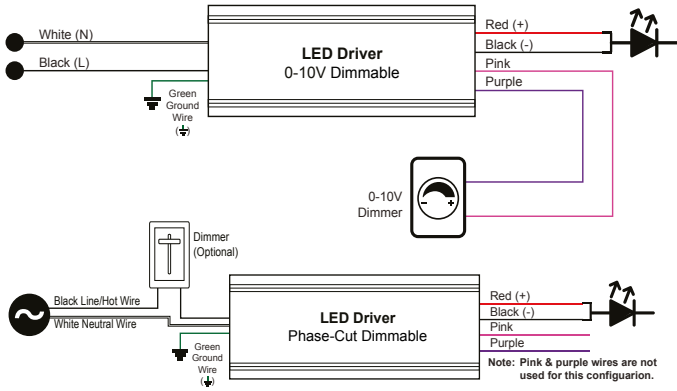 White (N)
Black (L)
Green
Ground
Wire
LED Driver
0-10V Dimmable
Red (+)
Black (-)
Pink
Purple
0-10V
Dimmer
- +
Dimmer
(Optional)
Black Line/Hot Wire
White Neutral Wire
Green
Ground
Wire
LED Driver
Phase-Cut Dimmable
Red (+)
Black (-)
Pink
Purple
Note: Pink & purple wires are not
used for this configuarion.